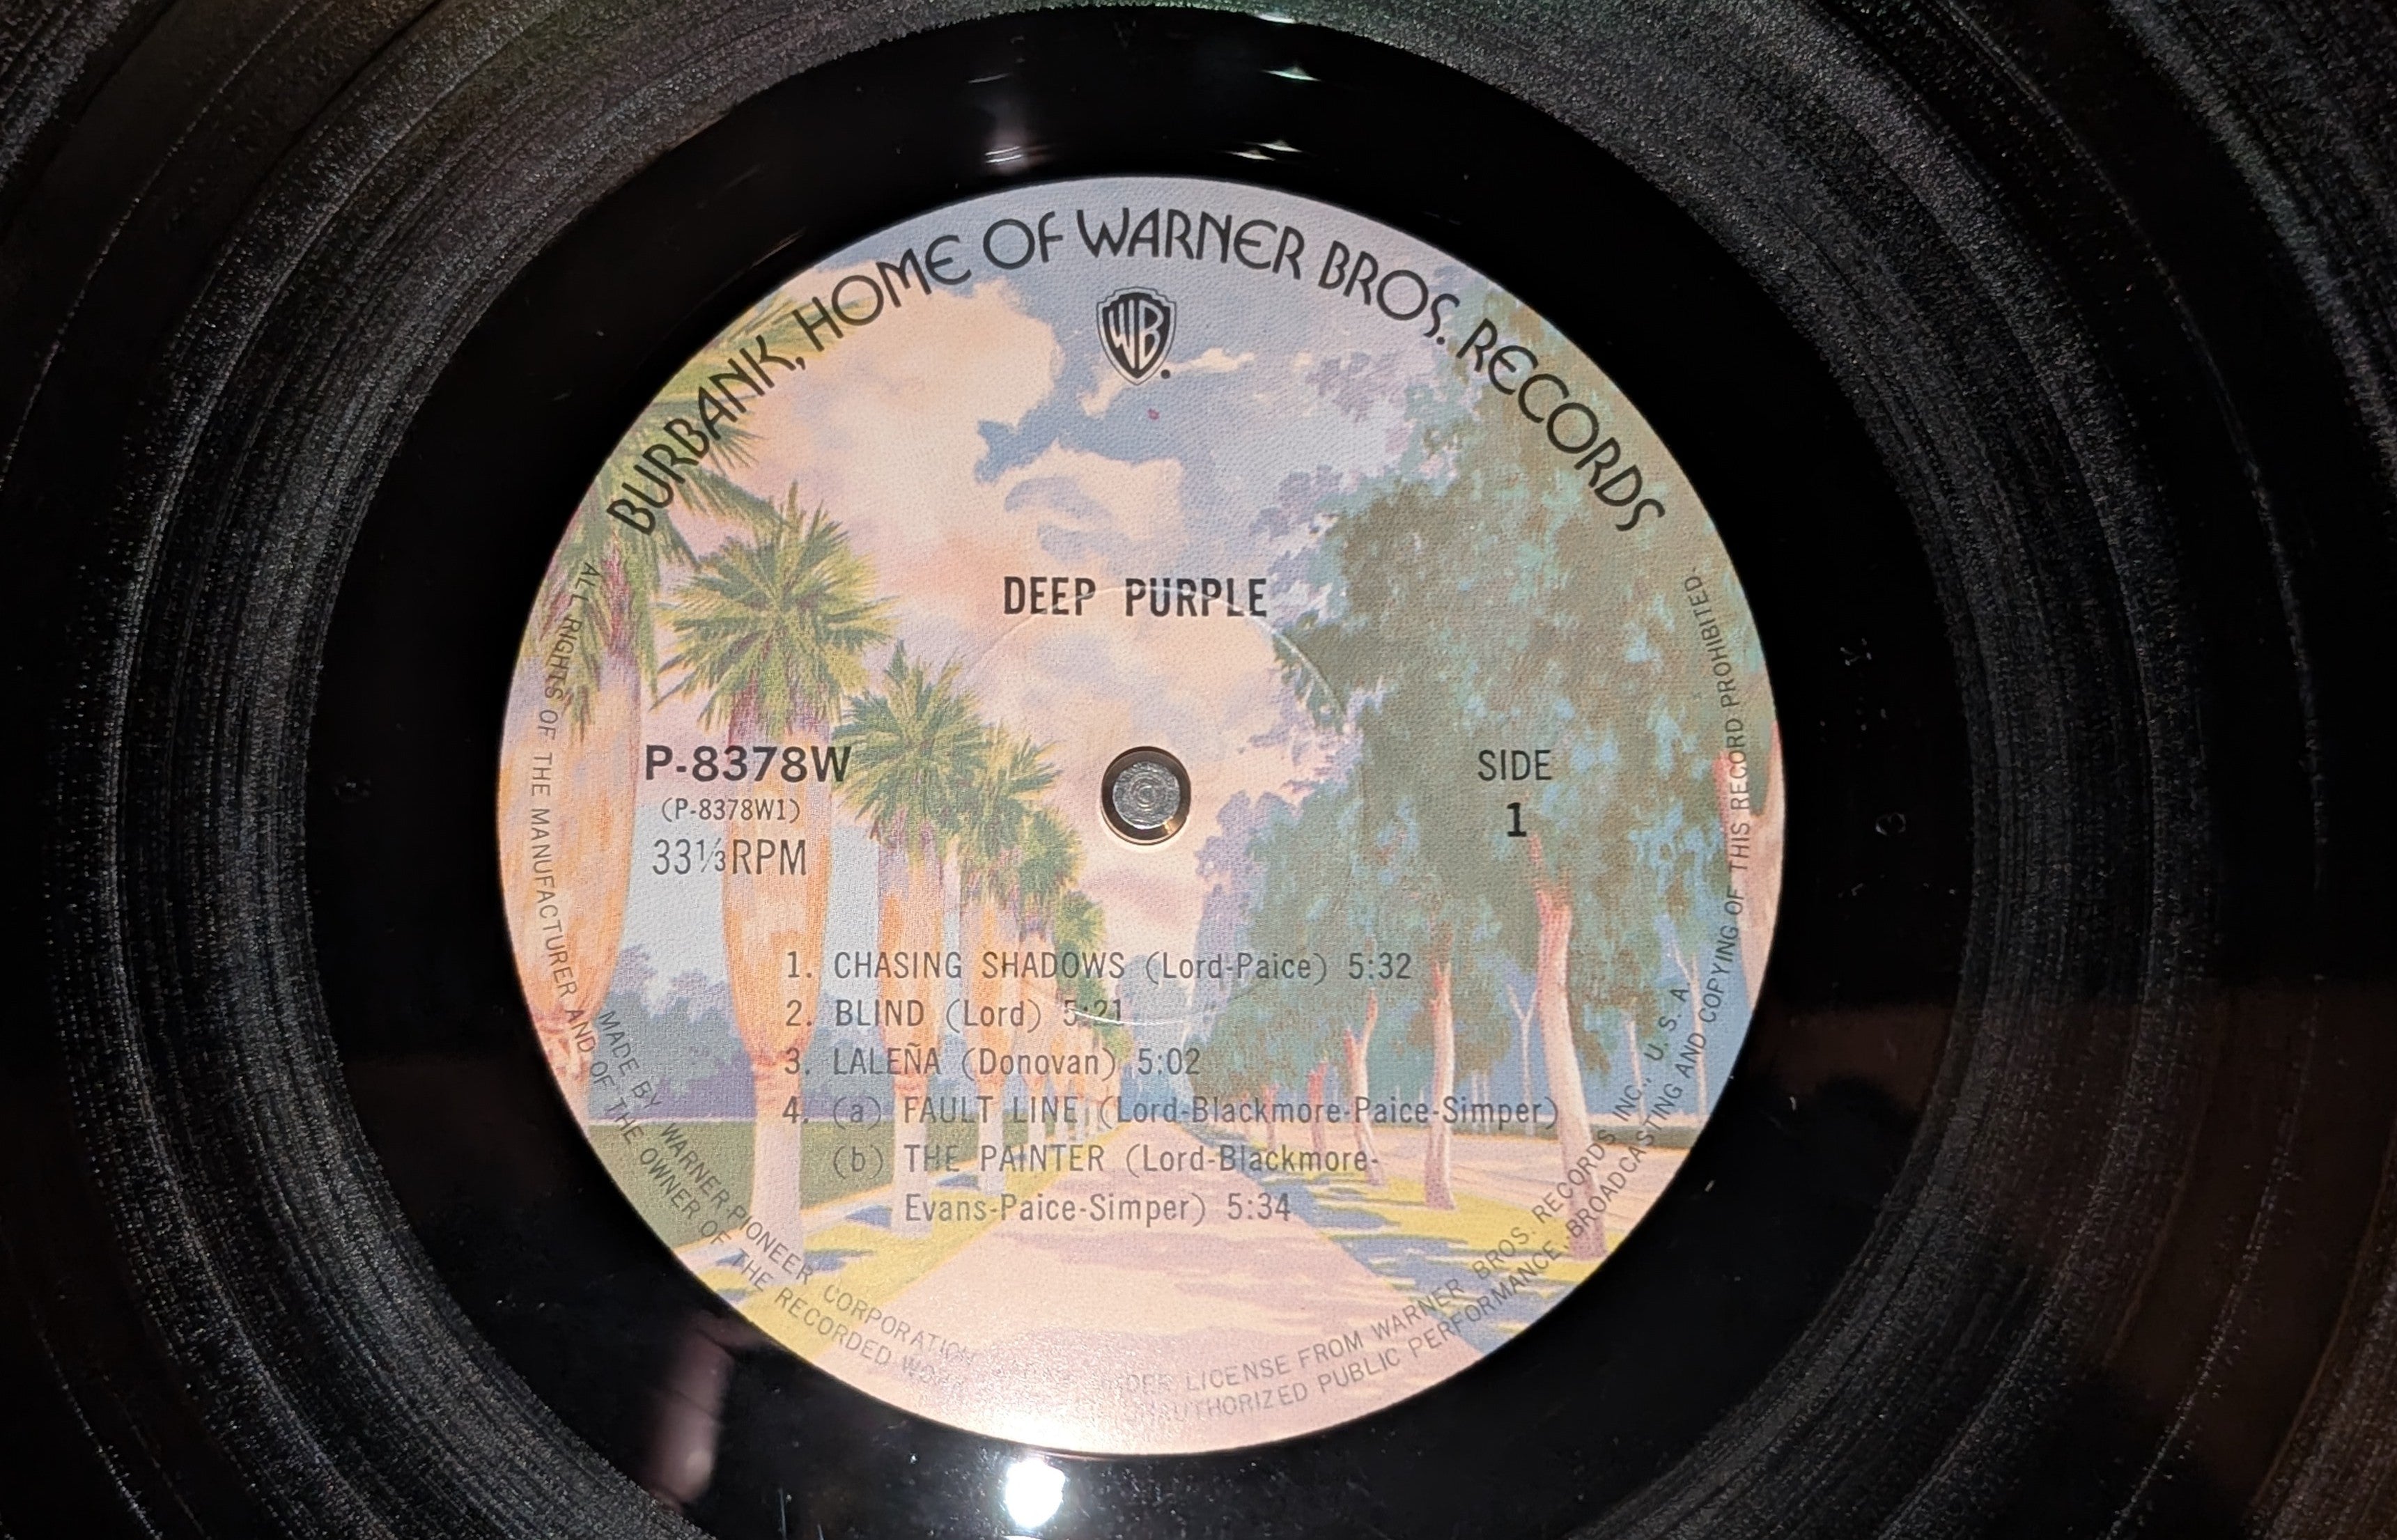 BURBANK, HOME OF WARNER BROS. RECORDS
WB
DEEP PURPLE
P-8378W
(P-8378W1)
33⅓RPM
SIDE
1
1. CHASING SHADOWS (Lord-Paice) 5:32
2. BLIND (Lord) 5:21
3. LALEÑA (Donovan) 5:02
4. (a) FAULT LINE (Lord-Blackmore-Paice-Simper)
(b) THE PAINTER (Lord-Blackmore-
Evans-Paice-Simper) 5:34
MADE BY WARNER-PIONEER CORPORATION LICENSE FROM WARNER BROS. RECORDS INC., U.S.A.
ALL RIGHTS OF THE MANUFACTURER AND OF THE OWNER OF THE RECORDED PUBLIC PERFORMANCE, BROADCASTING AND COPYING OF THIS RECORD PROHIBITED.